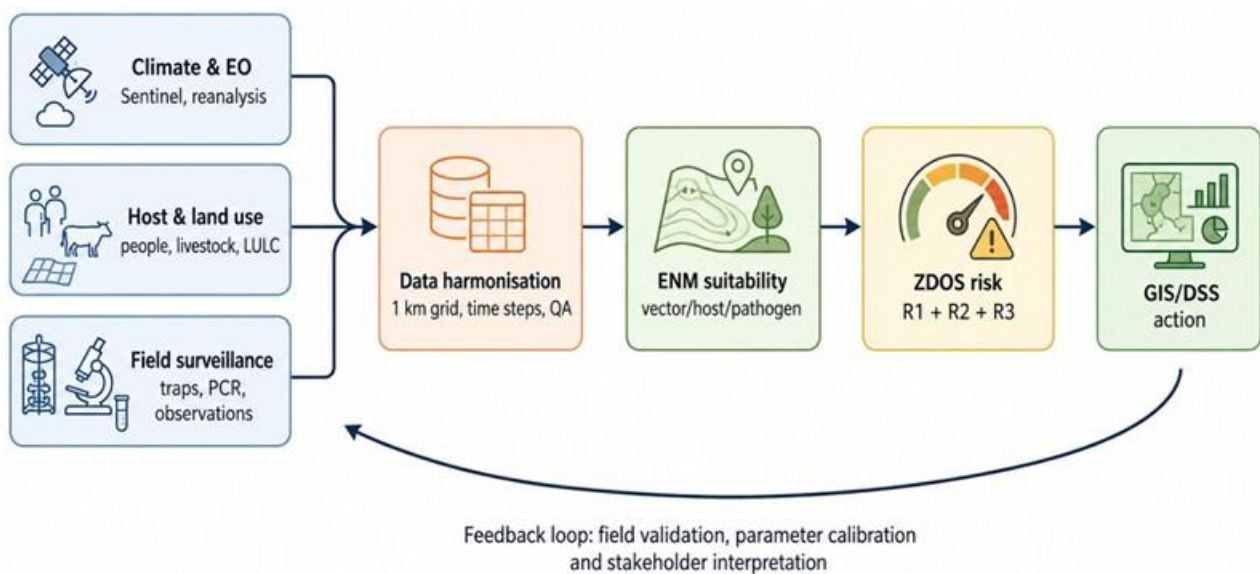 Climate & EO
Sentinel, reanalysis
Host & land use
people, livestock, LULC
Field surveillance
traps, PCR,
observations
Data harmonisation
1 km grid, time steps, QA
ENM suitability
vector/host/pathogen
ZDOS risk
R1 + R2 + R3
GIS/DSS
action
Feedback loop: field validation, parameter calibration
and stakeholder interpretation